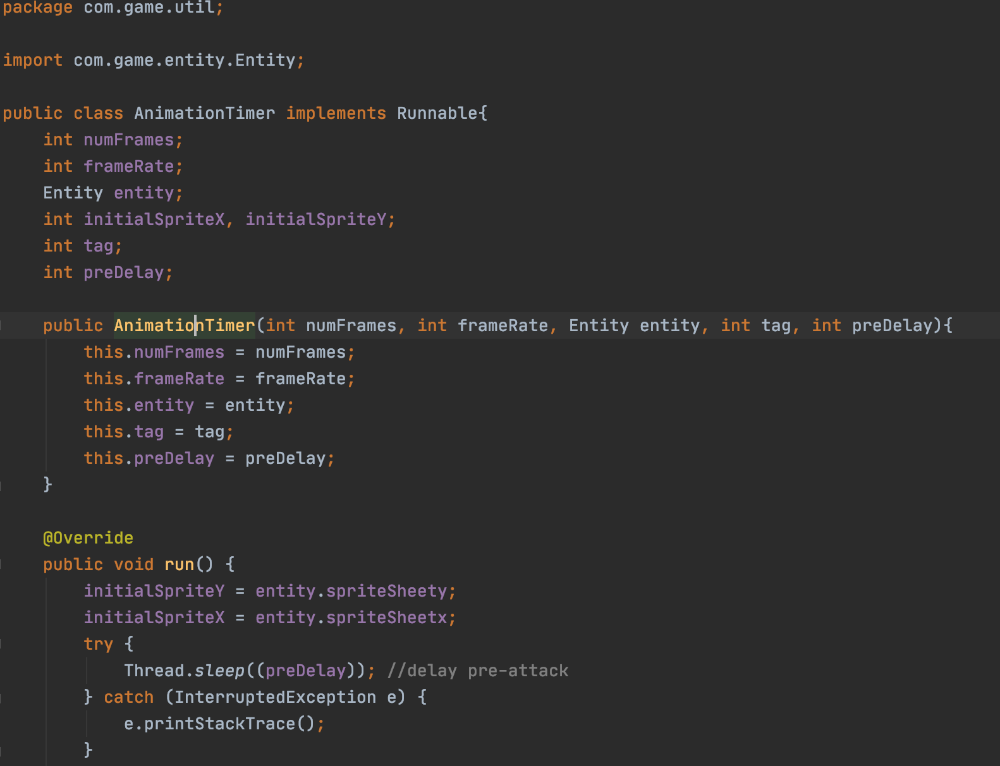 package com.game.util;
import com.game.entity.Entity;
public class AnimationTimer implements Runnable{
int numFrames;
int frameRate;
Entity entity;
int initialSpriteX, initialSpriteY;
int tag;
int preDelay;
public AnimationTimer(int numFrames, int frameRate, Entity entity, int tag, int preDelay){
this.numFrames = numFrames;
this.frameRate = frameRate;
this.entity = entity;
this.tag = tag;
this.preDelay = preDelay;
}
@Override
public void run() {
initialSpriteY = entity.spriteSheety;
initialSpriteX = entity.spriteSheetx;
try {
Thread.sleep((preDelay)); //delay pre-attack
} catch (InterruptedException e) {
e.printStackTrace();
}